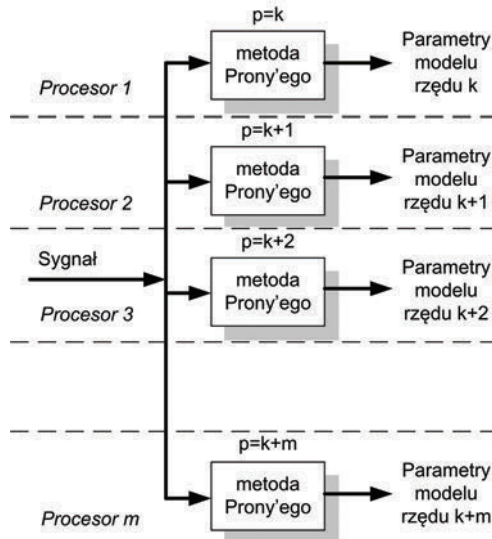 p=k
metoda
Prony'ego
Parametry
modelu
rzędu k
Procesor 1
p=k+1
metoda
Prony'ego
Parametry
modelu
rzędu k+1
Procesor 2
p=k+2
Sygnał
metoda
Prony'ego
Parametry
modelu
rzędu k+2
Procesor 3
p=k+m
metoda
Prony'ego
Parametry
modelu
rzędu k+m
Procesor m